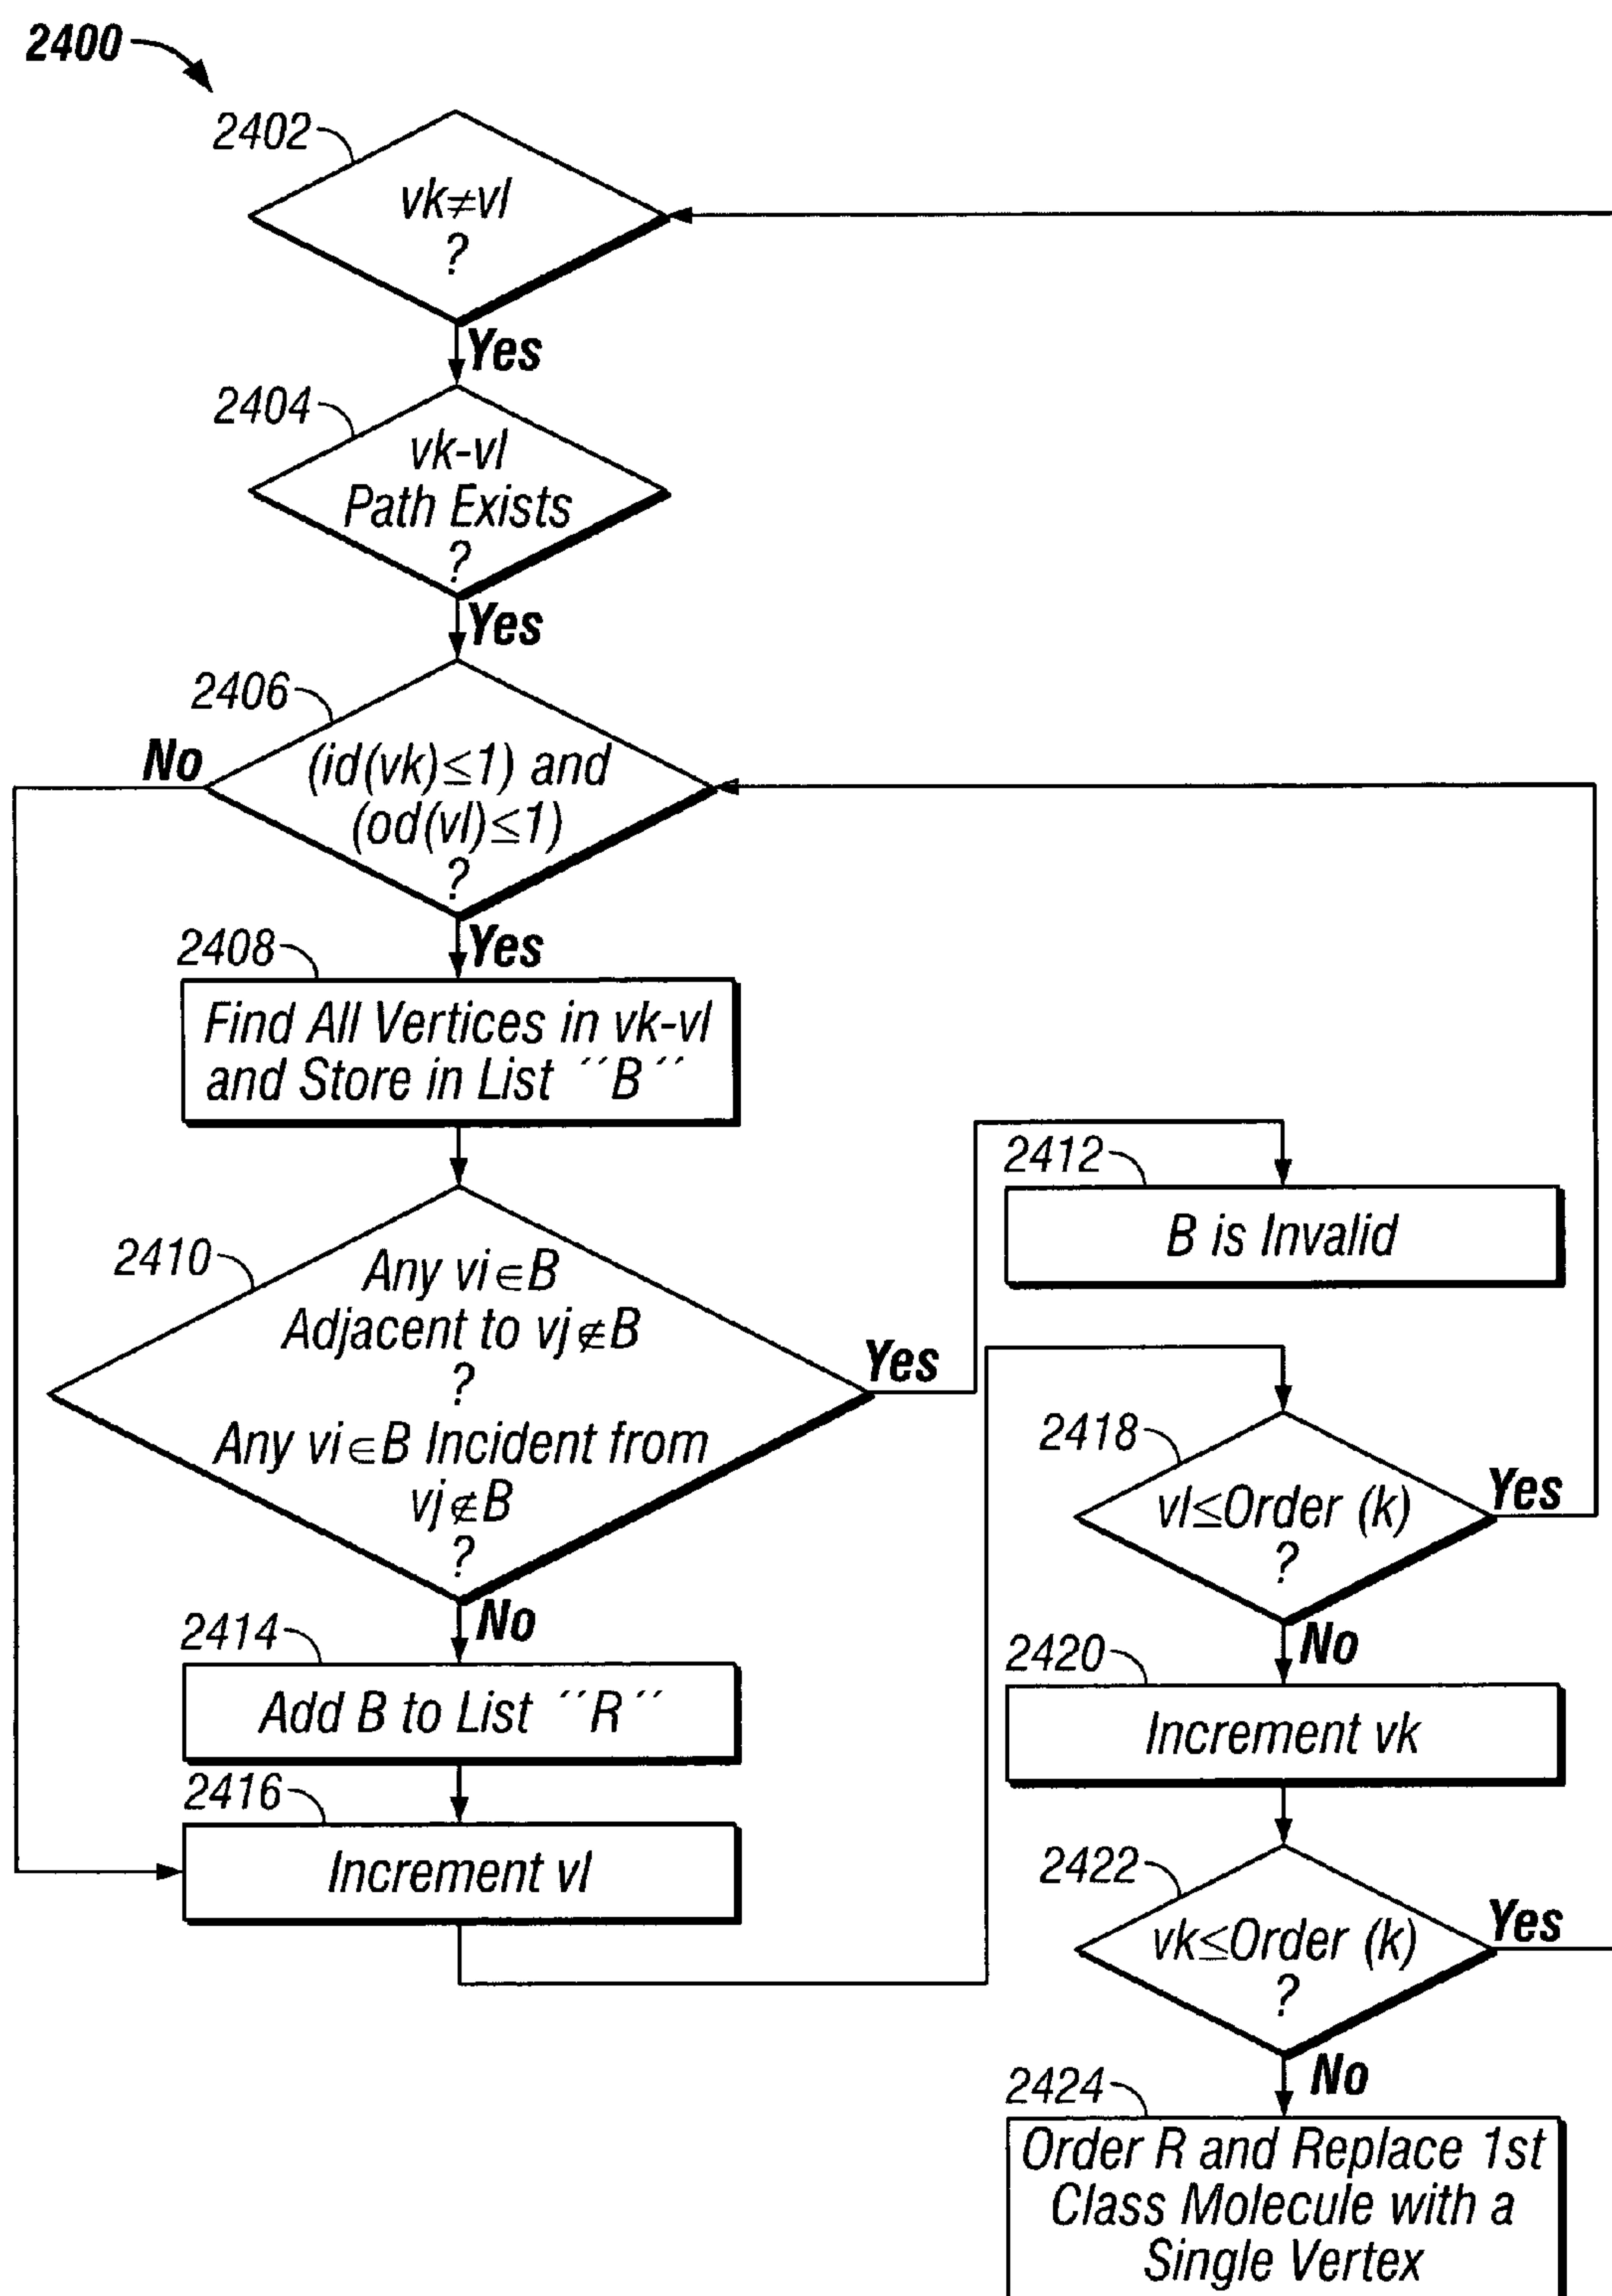 2400
2402
vk≠vl
?
Yes
2404
vk-vl
Path Exists
?
Yes
2406
No
(id(vk)≤1) and
(od(vl)≤1)
?
Yes
2408
Find All Vertices in vk-vl
and Store in List ´´B´´
2410
Any vi∈B
Adjacent to vj∉B
?
Any vi∈B Incident from
vj∉B
?
Yes
No
2412
B is Invalid
2414
Add B to List ´´R´´
2416
Increment vl
2418
vl≤Order (k)
?
Yes
No
2420
Increment vk
2422
vk≤Order (k)
?
Yes
No
2424
Order R and Replace 1st
Class Molecule with a
Single Vertex